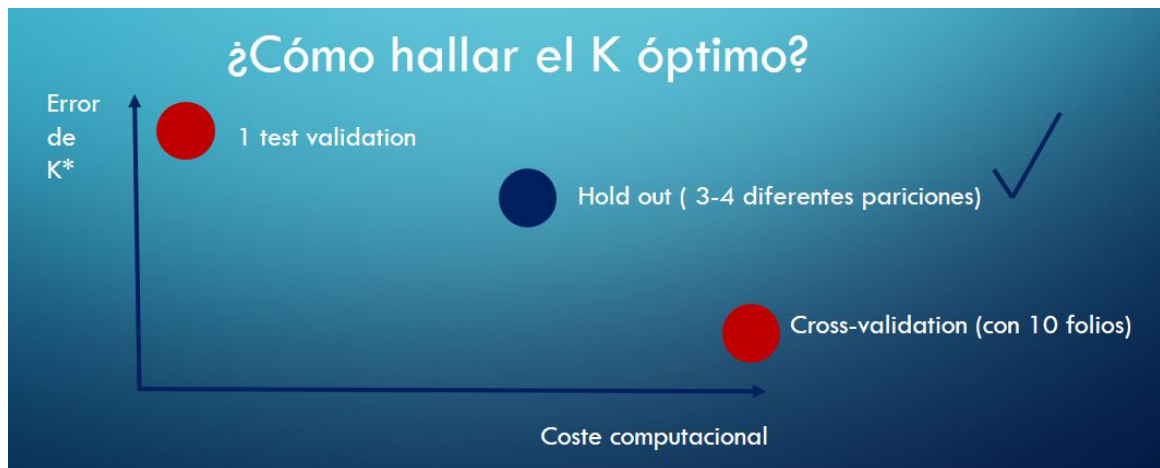 ¿Cómo hallar el K óptimo?
Error
de
K*
1 test validation
Hold out ( 3-4 diferentes pariciones)
Cross-validation (con 10 folios)
Coste computacional